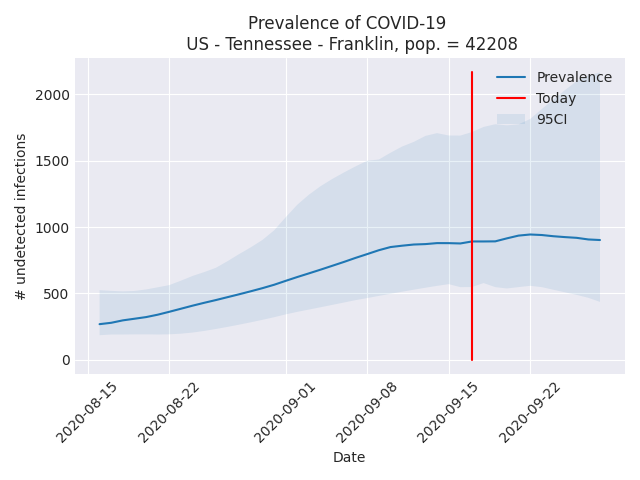 Prevalence of COVID-19
US - Tennessee - Franklin, pop. = 42208
Prevalence
Today
95CI
# undetected infections
2000
1500
1000
500
0
2020-08-15
2020-08-22
2020-09-01
2020-09-08
2020-09-15
2020-09-22
Date